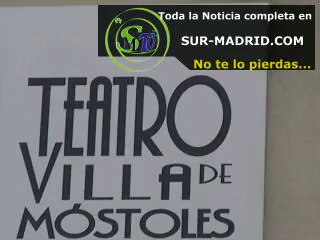 Toda la Noticia completa en
SUR-MADRID.COM
No te lo pierdas...
TEATRO
VILLA DE
MÓSTOLES